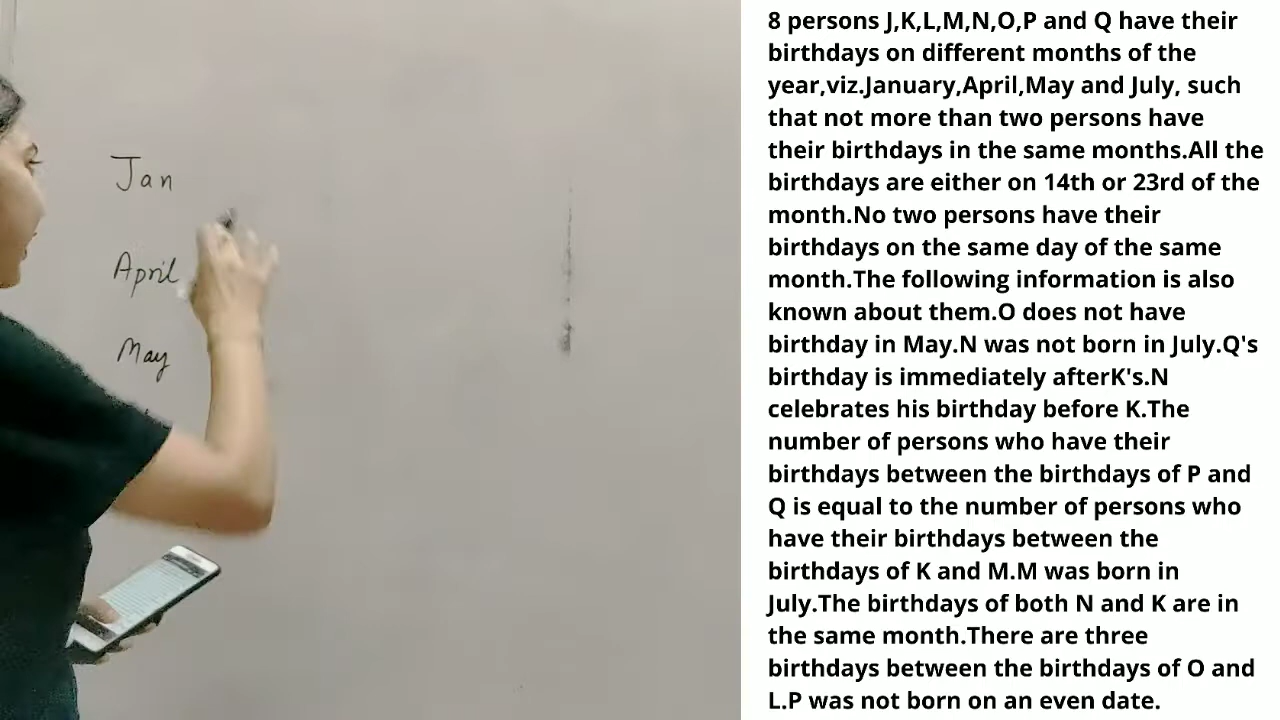 Jan
April
May
8 persons J,K,L,M,N,O,P and Q have their
birthdays on different months of the
year,viz.January,April,May and July, such
that not more than two persons have
their birthdays in the same months.All the
birthdays are either on 14th or 23rd of the
month.No two persons have their
birthdays on the same day of the same
month.The following information is also
known about them.O does not have
birthday in May.N was not born in July.Q's
birthday is immediately afterK's.N
celebrates his birthday before K.The
number of persons who have their
birthdays between the birthdays of P and
Q is equal to the number of persons who
have their birthdays between the
birthdays of K and M.M was born in
July.The birthdays of both N and K are in
the same month.There are three
birthdays between the birthdays of O and
L.P was not born on an even date.